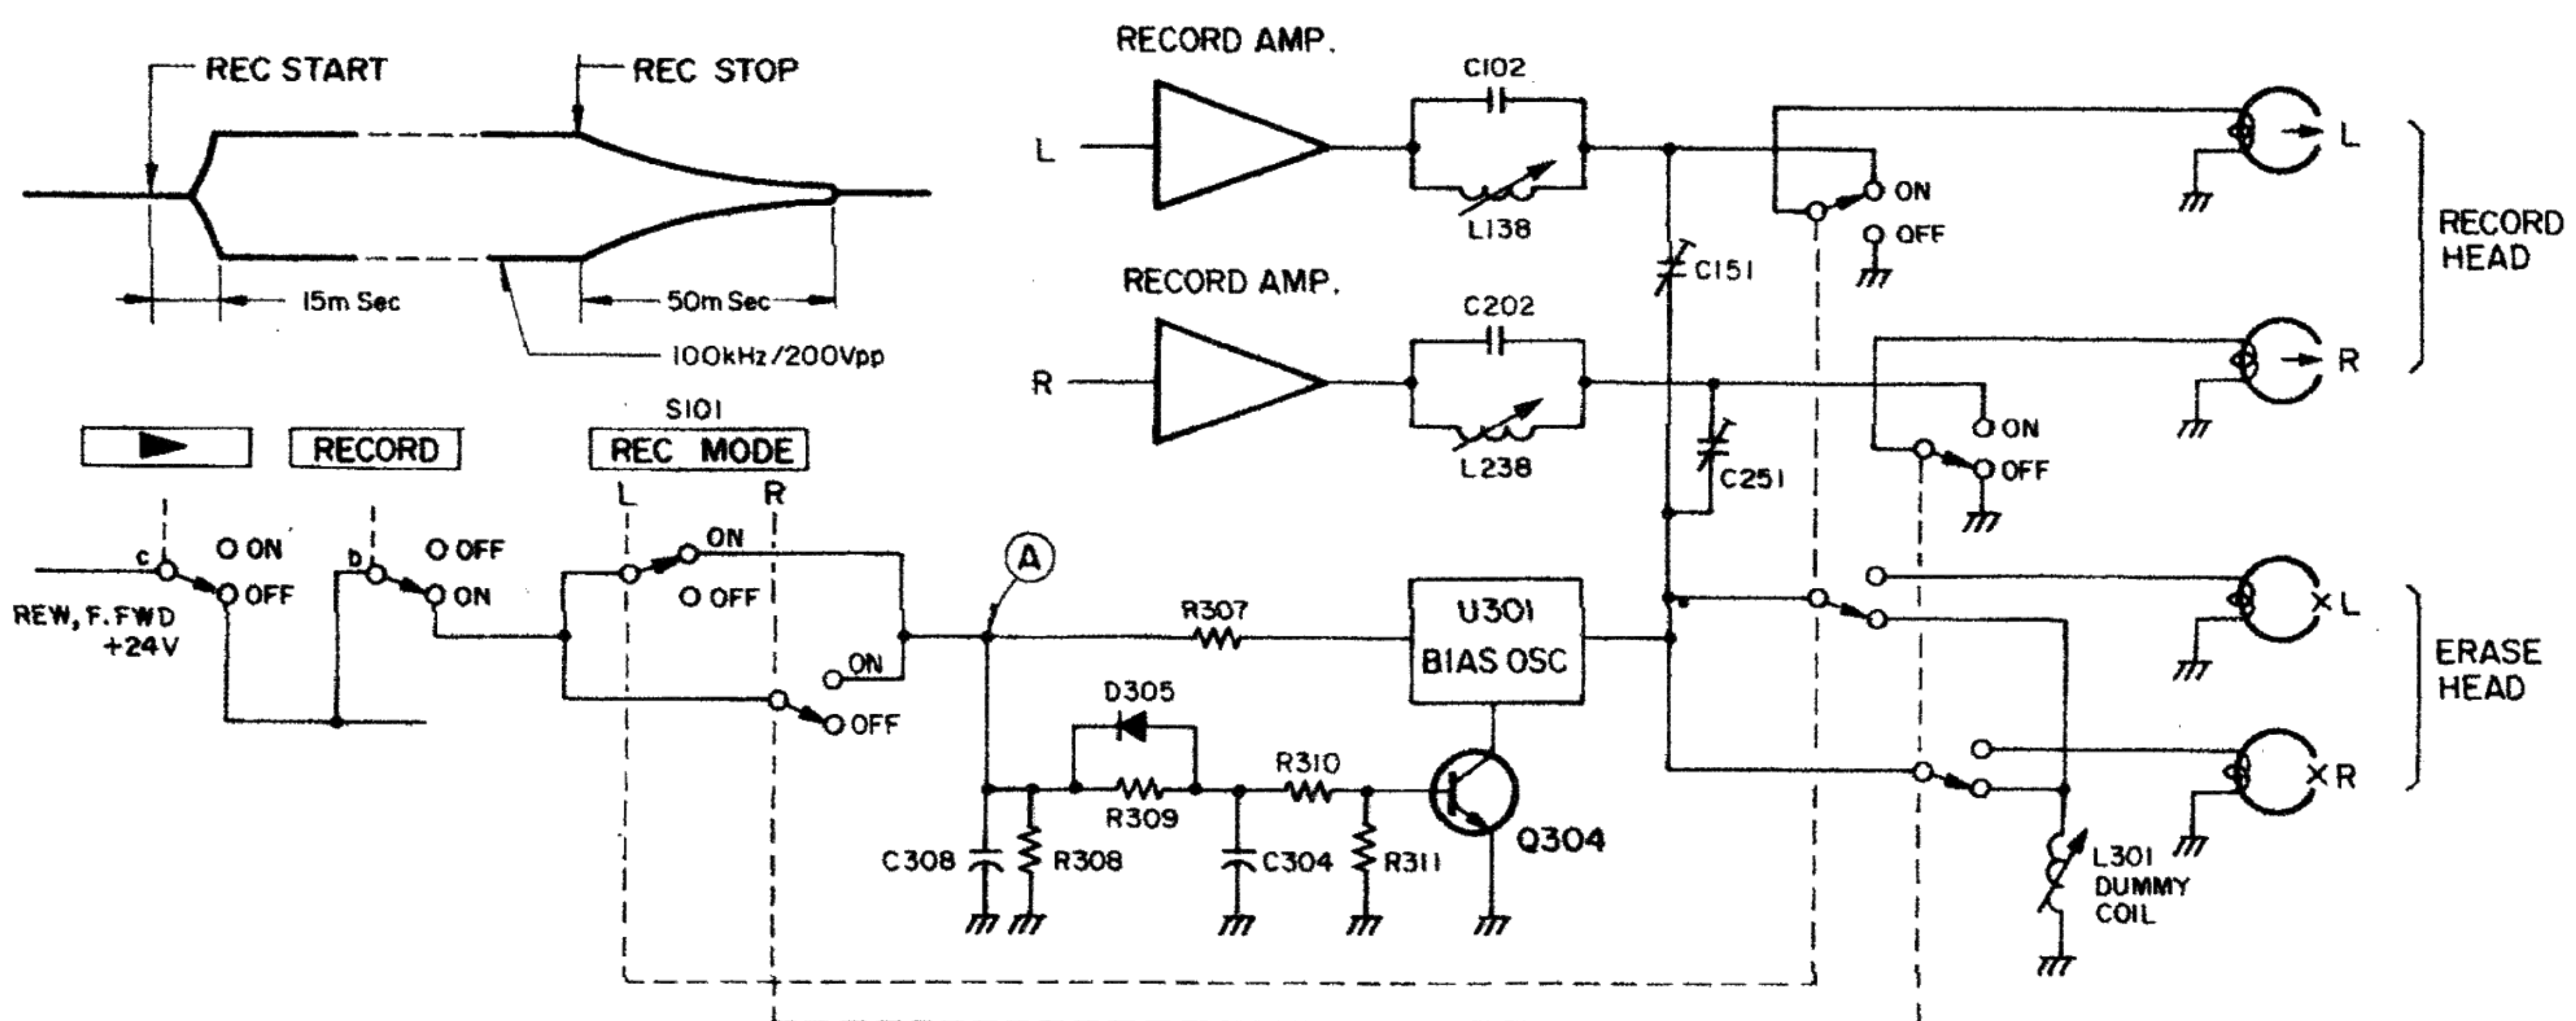 REC START
REC STOP
15m Sec
50m Sec
100kHz/200Vpp
RECORD AMP.
C102
L
L138
RECORD AMP.
C202
R
L238
C151
C251
ON
OFF
ON
OFF
L
R
RECORD
HEAD
RECORD
S101
REC MODE
L
R
c
ON
OFF
REW, F.FWD
+24V
b
OFF
ON
ON
OFF
ON
OFF
A
R307
U301
BIAS OSC
D305
R309
R310
C308
R308
C304
R311
Q304
L
R
ERASE
HEAD
L301
DUMMY
COIL